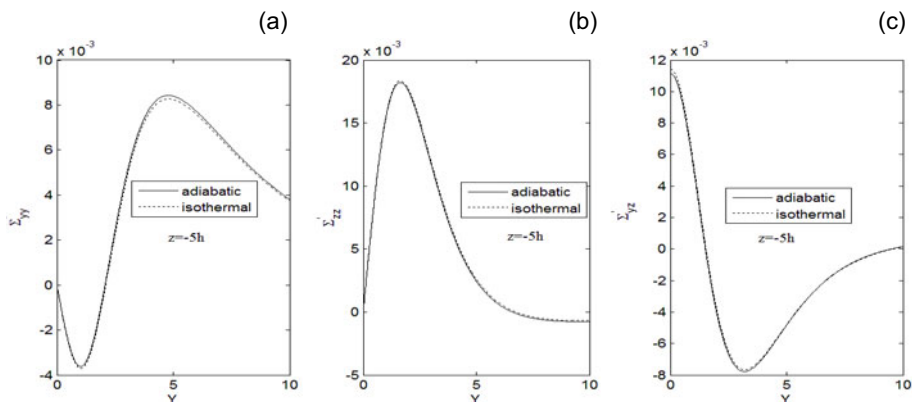 (a)
x 10⁻³
10
8
6
4
2
0
-2
-4
0
5
10
Σyy
Y
adiabatic
isothermal
z=-5h
(b)
x 10⁻³
20
15
10
5
0
-5
0
5
10
Σ'zz
Y
adiabatic
isothermal
z=-5h
(c)
x 10⁻³
12
10
8
6
4
2
0
-2
-4
-6
-8
0
5
10
Σ'yz
Y
adiabatic
isothermal
z=-5h